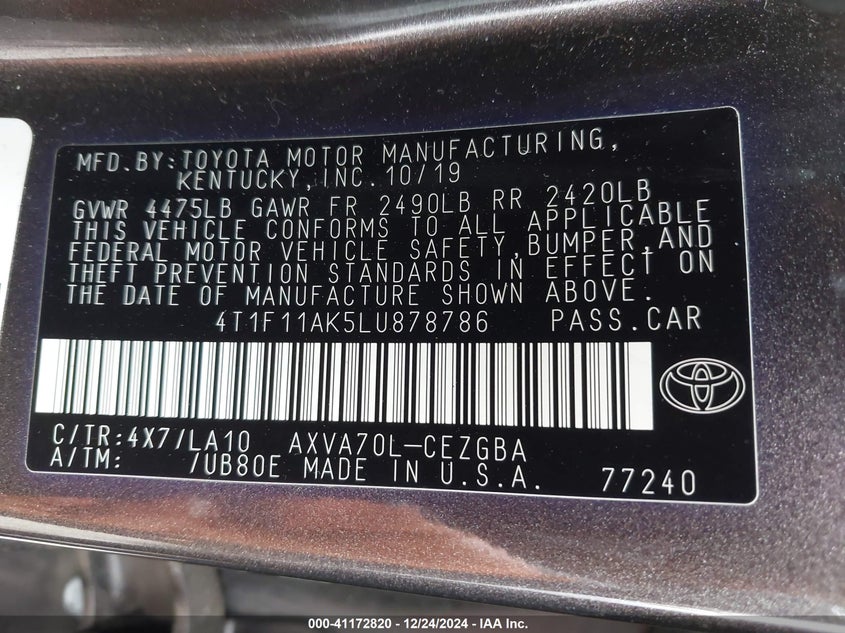 MFD.BY:TOYOTA MOTOR MANUFACTURING,
KENTUCKY,INC.10/19
GVWR 4475LB GAWR FR 2490LB RR 2420LB
THIS VEHICLE CONFORMS TO ALL APPLICABLE
FEDERAL MOTOR VEHICLE SAFETY,BUMPER,AND
THEFT PREVENTION STANDARDS IN EFFECT ON
THE DATE OF MANUFACTURE SHOWN ABOVE.
4T1F11AK5LU878786 PASS.CAR
C/TR:4X7/LA10 AXVA70L-CEZGBA
A/TM: /UB80E MADE IN U.S.A. 77240
000-41172820 - 12/24/2024 - IAA Inc.